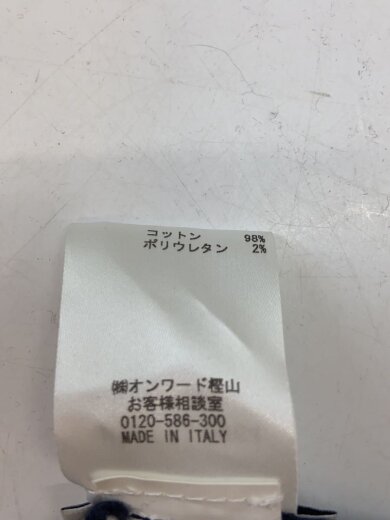 コットン 98%
ポリウレタン 2%
㈱オンワード樫山
お客様相談室
0120-586-300
MADE IN ITALY